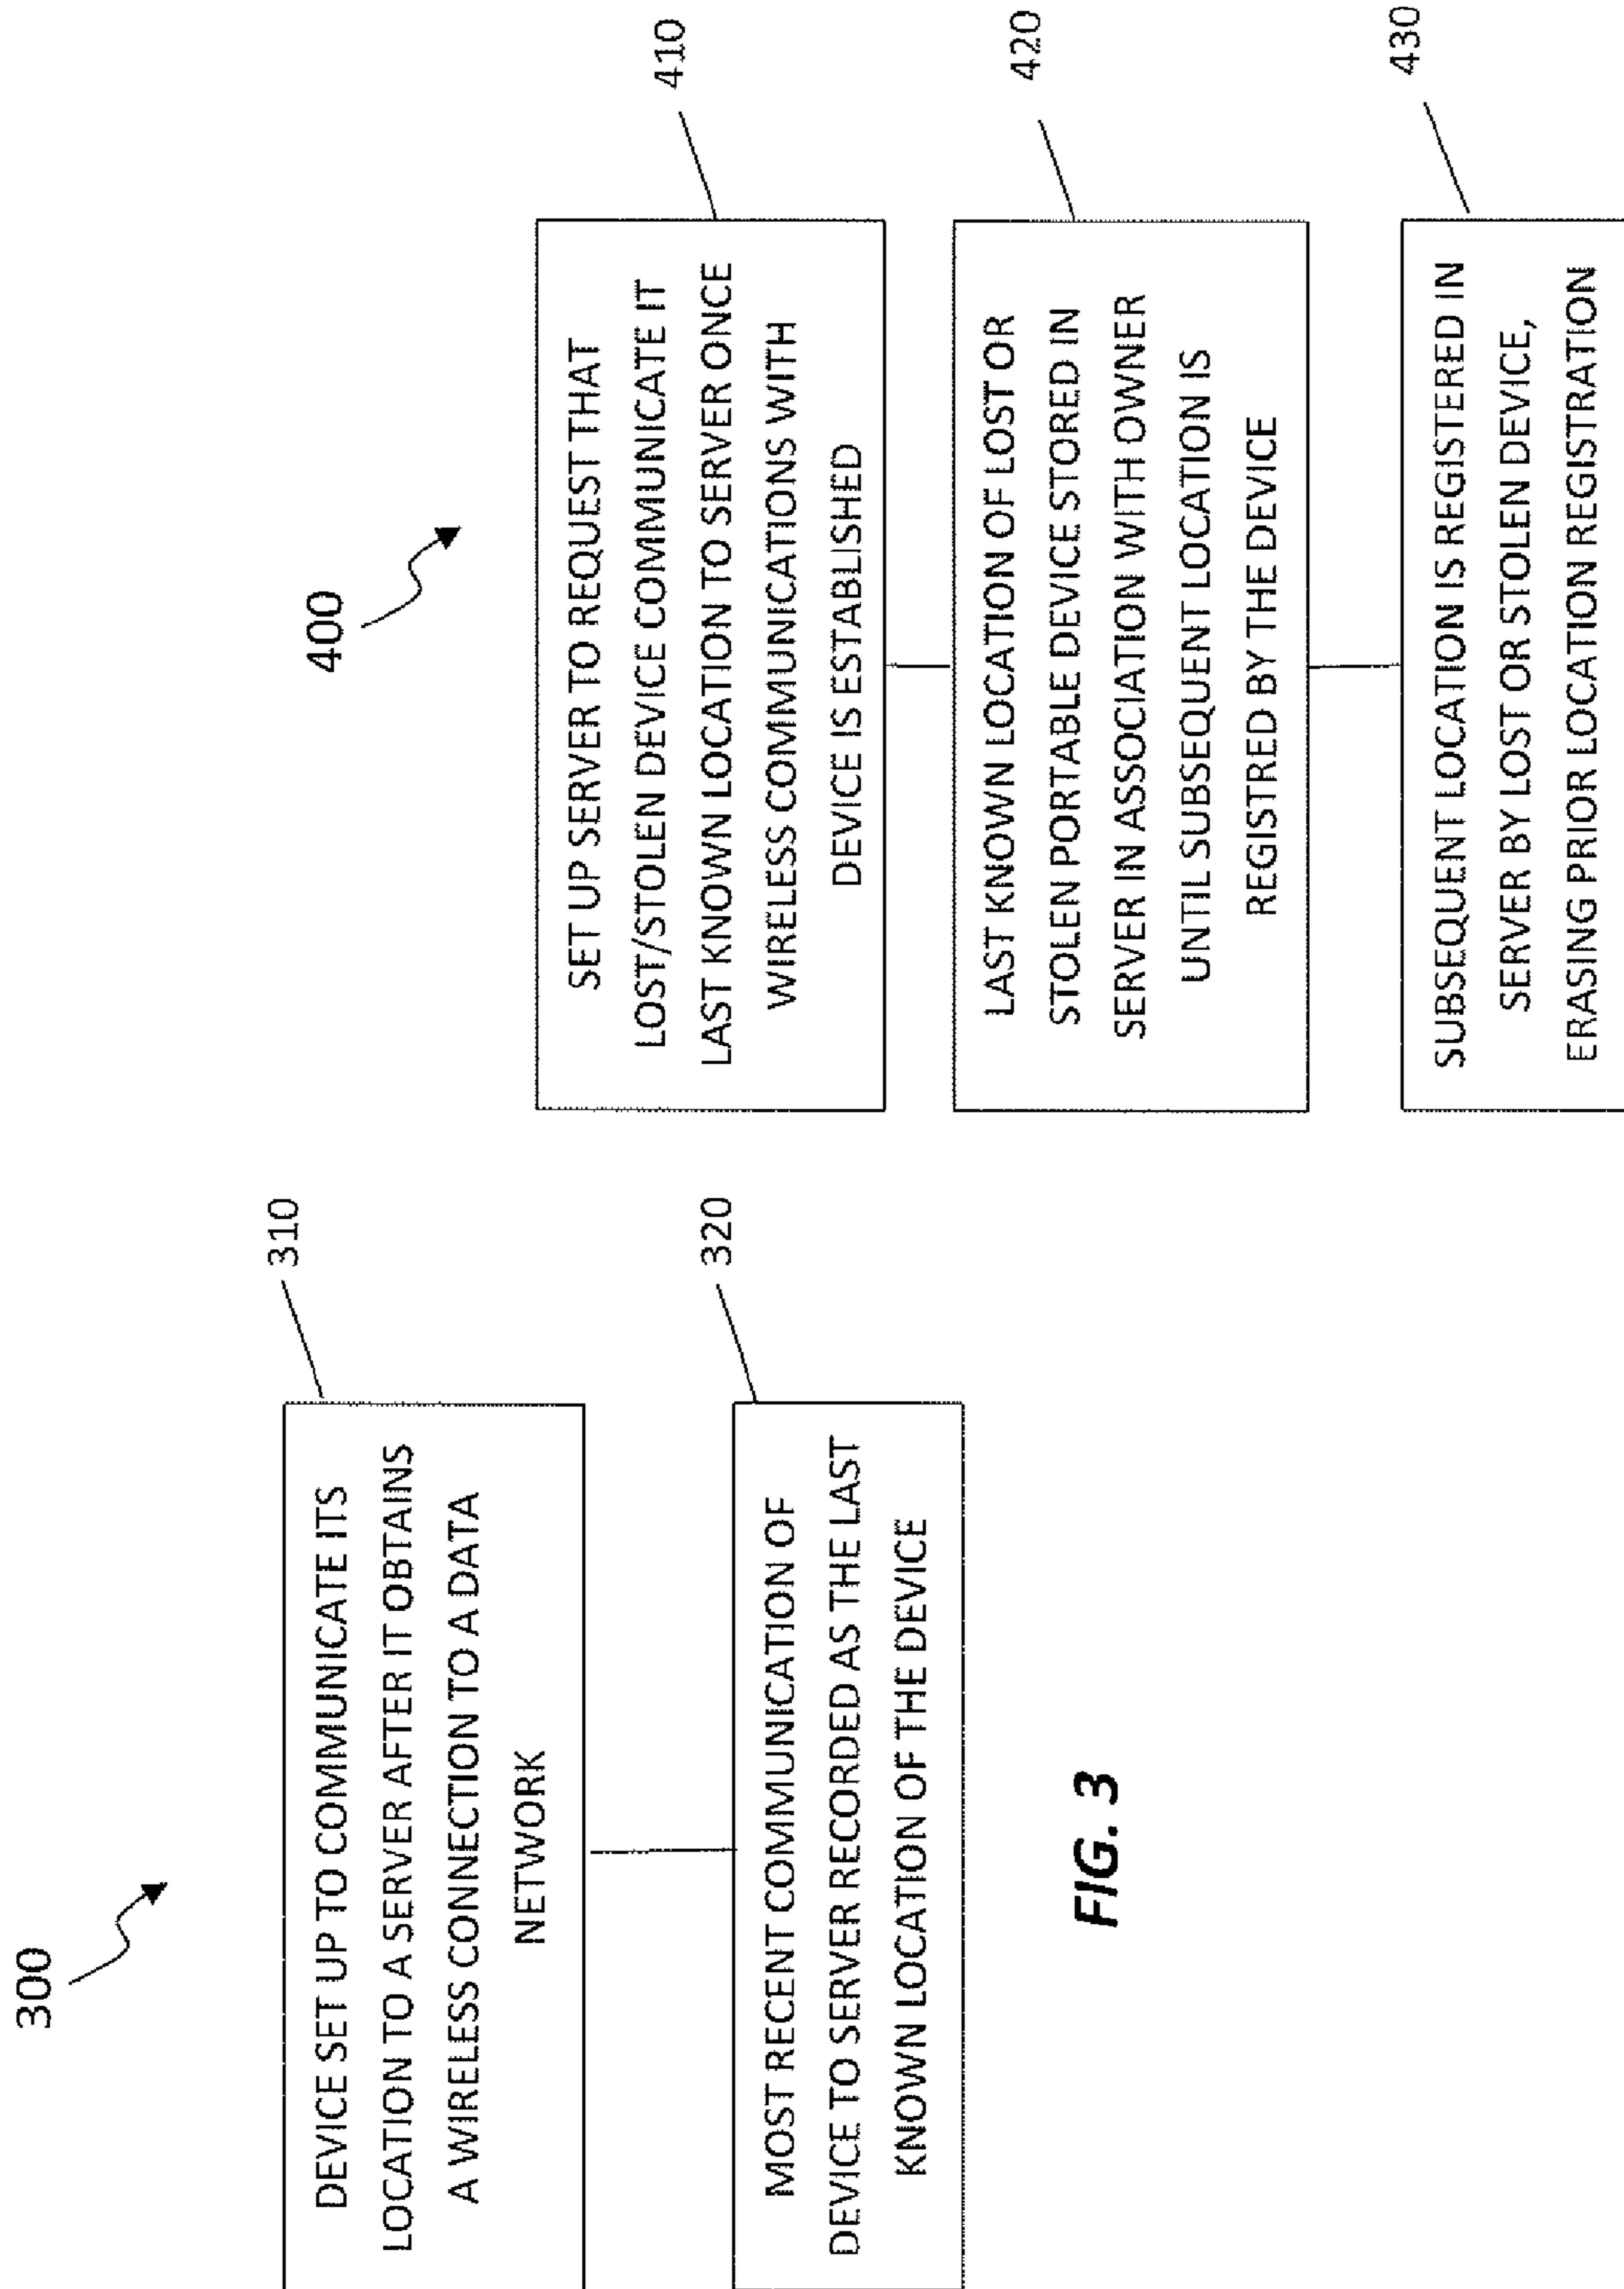 300
310
DEVICE SET UP TO COMMUNICATE ITS
LOCATION TO A SERVER AFTER IT OBTAINS
A WIRELESS CONNECTION TO A DATA
NETWORK
320
MOST RECENT COMMUNICATION OF
DEVICE TO SERVER RECORDED AS THE LAST
KNOWN LOCATION OF THE DEVICE
FIG. 3
400
410
SET UP SERVER TO REQUEST THAT
LOST/STOLEN DEVICE COMMUNICATE IT
LAST KNOWN LOCATION TO SERVER ONCE
WIRELESS COMMUNICATIONS WITH
DEVICE IS ESTABLISHED
420
LAST KNOWN LOCATION OF LOST OR
STOLEN PORTABLE DEVICE STORED IN
SERVER IN ASSOCIATION WITH OWNER
UNTIL SUBSEQUENT LOCATION IS
REGISTRED BY THE DEVICE
430
SUBSEQUENT LOCATION IS REGISTERED IN
SERVER BY LOST OR STOLEN DEVICE,
ERASING PRIOR LOCATION REGISTRATION